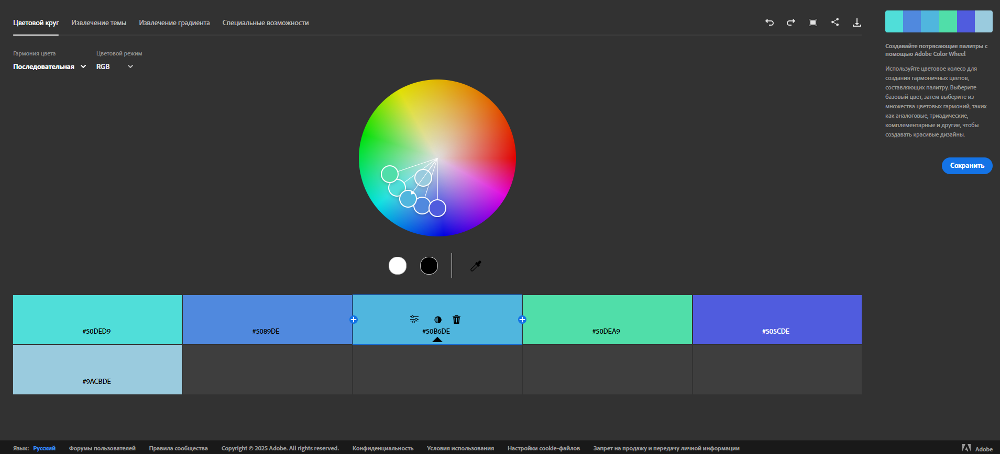 Цветовой круг
Извлечение темы
Извлечение градиента
Специальные возможности
Гармония цвета
Цветовой режим
Последовательная
RGB
#50DED9
#5089DE
#50B6DE
#50DEA9
#505CDE
#9ACBDE
Создавайте потрясающие палитры с
помощью Adobe Color Wheel
Используйте цветовое колесо для
создания гармоничных цветов,
составляющих палитру. Выберите
базовый цвет, затем выберите из
множества цветовых гармоний, таких
как аналоговые, триадические,
комплементарные и другие, чтобы
создавать красивые дизайны.
Сохранить
Язык: Русский
Форумы пользователей
Правила сообщества
Copyright © 2025 Adobe. All rights reserved.
Конфиденциальность
Условия использования
Настройки cookie-файлов
Запрет на продажу и передачу личной информации
Adobe